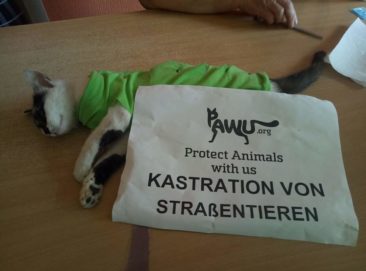 PAWU.org
Protect Animals
with us
KASTRATION VON
STRAßENTIEREN